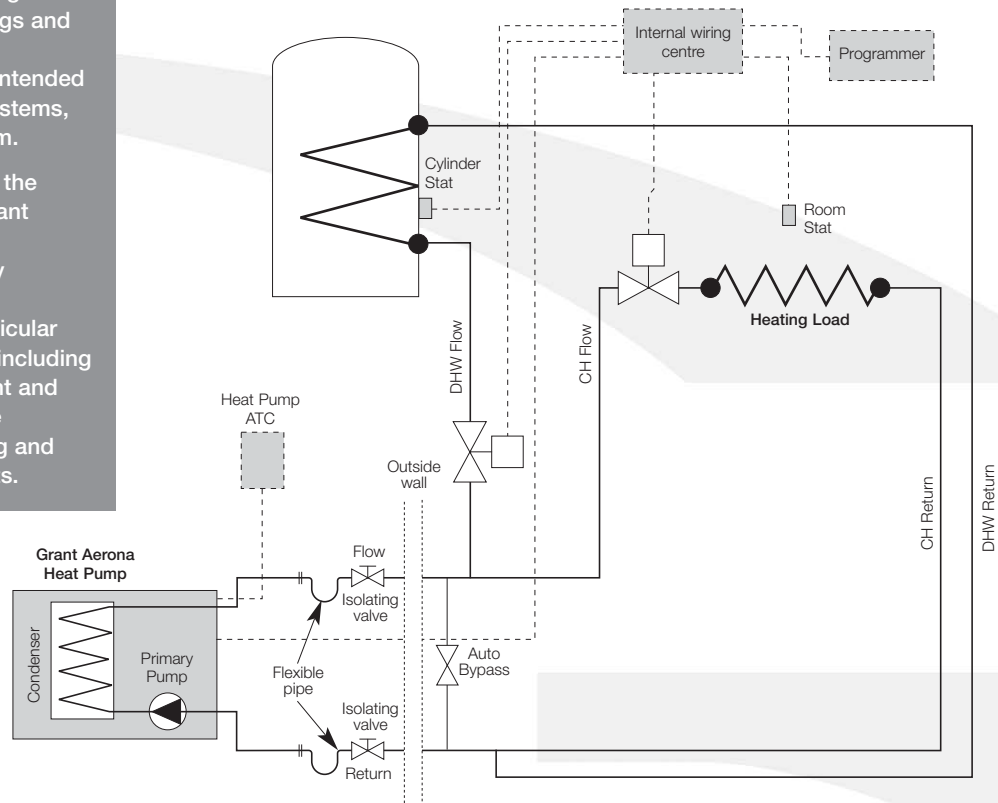 gs and
ntended
stems,
m.
the
ant
icular
including
nt and
g and
s.
Internal wiring
centre
Programmer
Cylinder
Stat
Room
Stat
Heating Load
DHW Flow
CH Flow
Heat Pump
ATC
Outside
wall
CH Return
DHW Return
Grant Aerona
Heat Pump
Flow
Isolating
valve
Condenser
Primary
Pump
Flexible
pipe
Auto
Bypass
Isolating
valve
Return